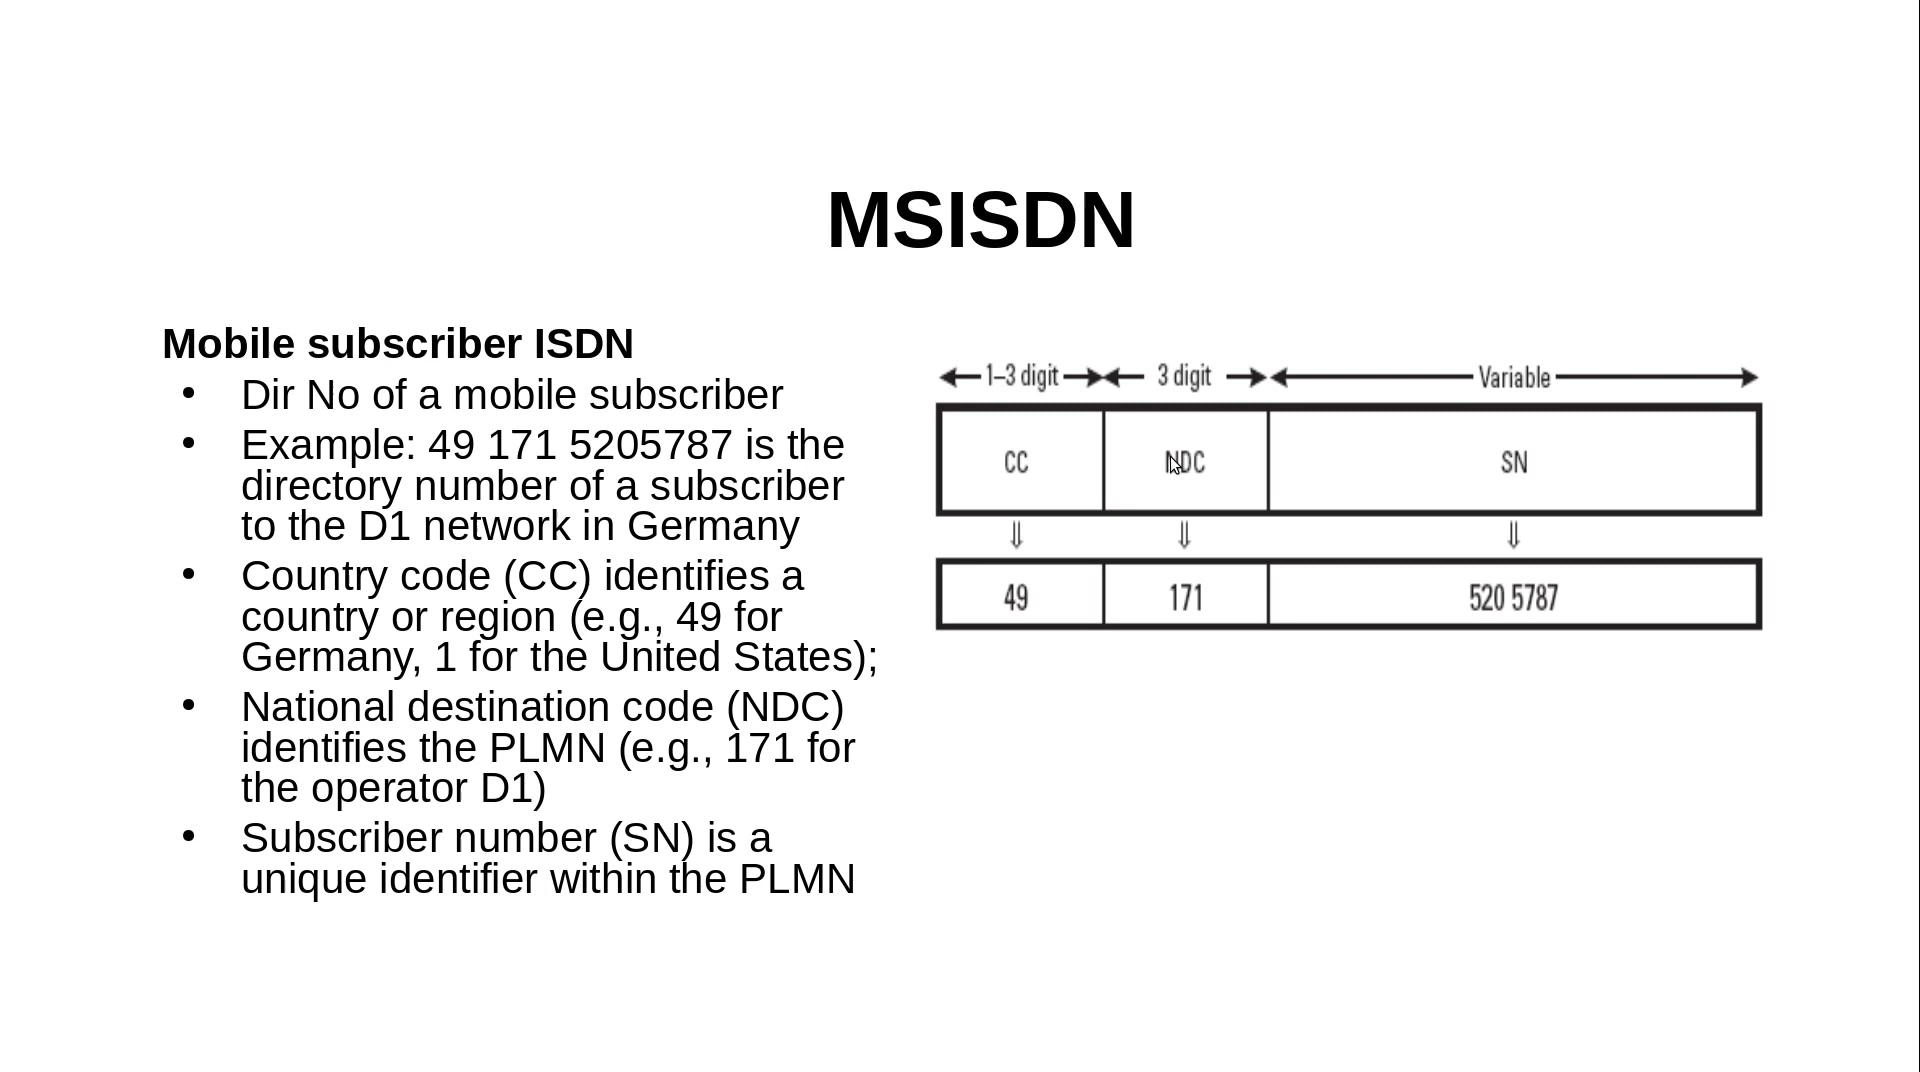 MSISDN
Mobile subscriber ISDN
• Dir No of a mobile subscriber
• Example: 49 171 5205787 is the
directory number of a subscriber
to the D1 network in Germany
• Country code (CC) identifies a
country or region (e.g., 49 for
Germany, 1 for the United States);
• National destination code (NDC)
identifies the PLMN (e.g., 171 for
the operator D1)
• Subscriber number (SN) is a
unique identifier within the PLMN
1–3 digit 3 digit Variable
CC NDC SN
49 171 520 5787